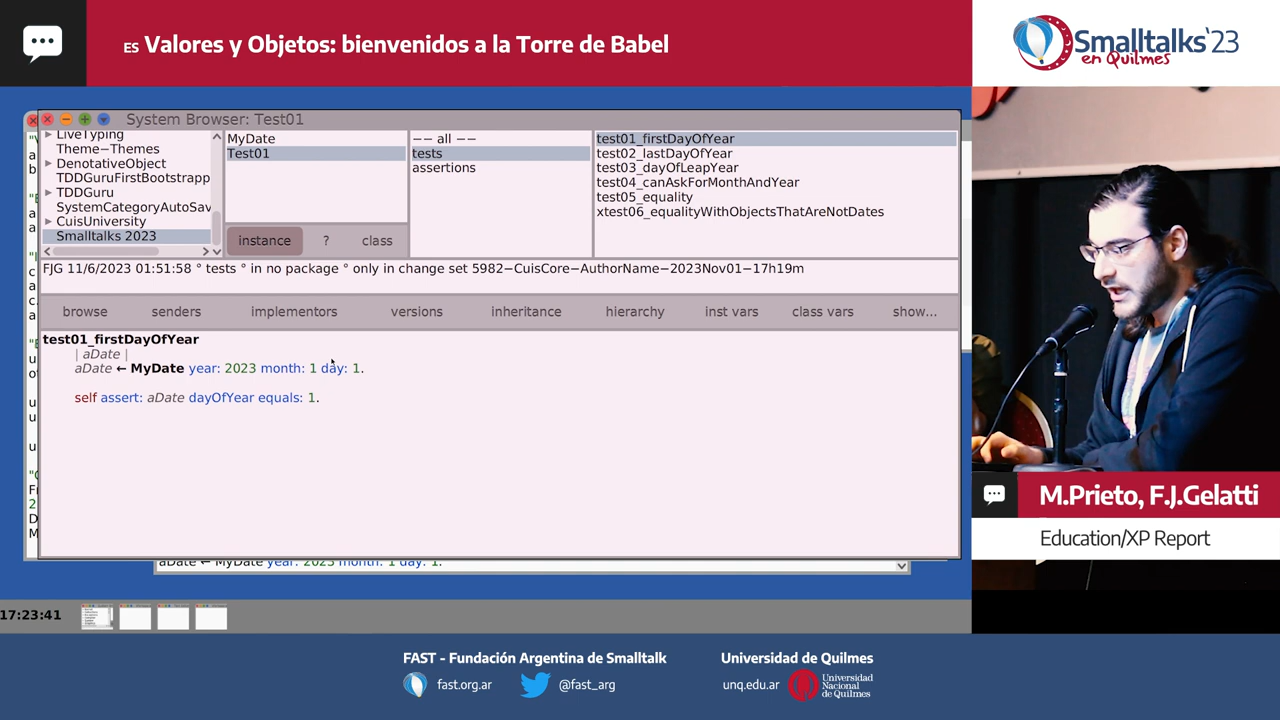 ES Valores y Objetos: bienvenidos a la Torre de Babel
Smalltalks'23
en Quilmes
System Browser: Test01
LiveTyping
Theme−Themes
DenotativeObject
TDDGuruFirstBootstrapp
TDDGuru
SystemCategoryAutoSav
CuisUniversity
Smalltalks 2023
MyDate
Test01
instance
?
class
−− all −−
tests
assertions
test01_firstDayOfYear
test02_lastDayOfYear
test03_dayOfLeapYear
test04_canAskForMonthAndYear
test05_equality
xtest06_equalityWithObjectsThatAreNotDates
FJG 11/6/2023 01:51:58 ° tests ° in no package ° only in change set 5982−CuisCore−AuthorName−2023Nov01−17h19m
browse senders implementors versions inheritance hierarchy inst vars class vars show...
test01_firstDayOfYear
| aDate |
aDate ← MyDate year: 2023 month: 1 day: 1.
self assert: aDate dayOfYear equals: 1.
aDate ← MyDate year: 2023 month: 1 day: 1.
17:23:41
M.Prieto, F.J.Gelatti
Education/XP Report
FAST - Fundación Argentina de Smalltalk
fast.org.ar
@fast_arg
Universidad de Quilmes
unq.edu.ar
Universidad
Nacional
de Quilmes